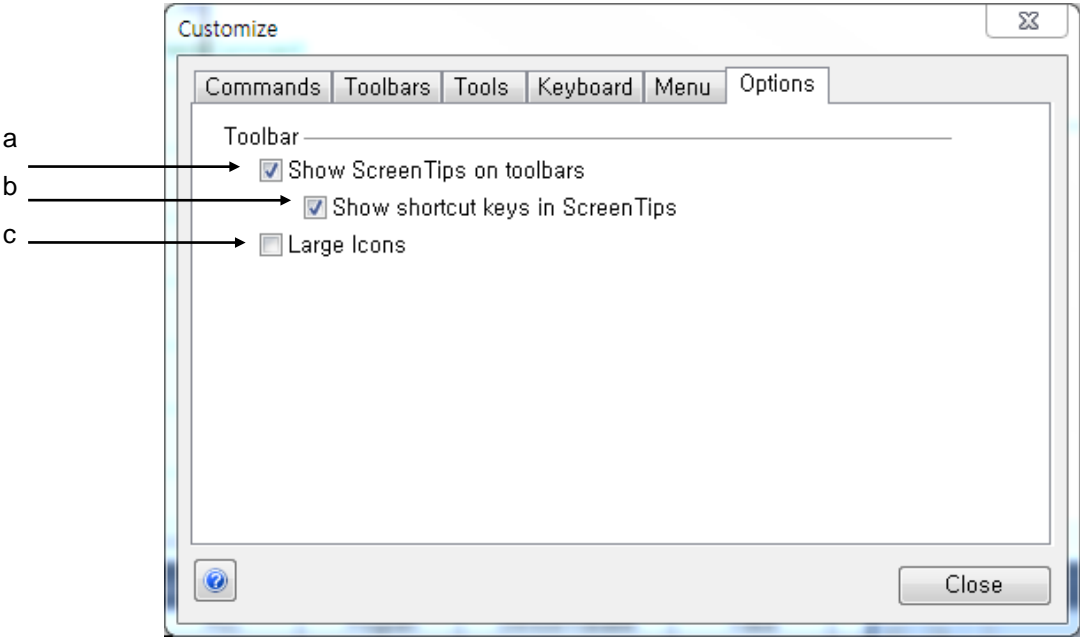 Customize
Commands Toolbars Tools Keyboard Menu Options
Toolbar
a
Show ScreenTips on toolbars
b
Show shortcut keys in ScreenTips
c
Large Icons
Close